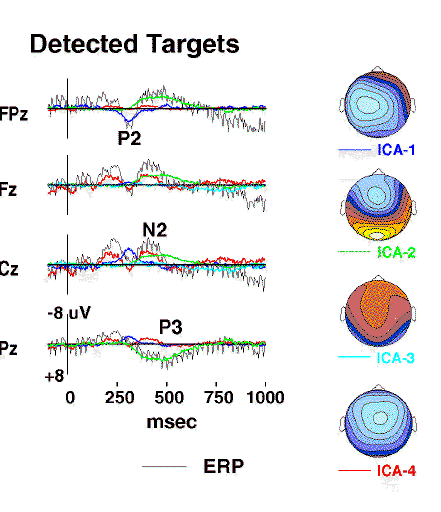 Detected Targets
FPz
P2
ICA-1
Fz
N2
ICA-2
Cz
-8 uV
P3
Pz
ICA-3
+8
0 250 500 750 1000
msec
ERP
ICA-4